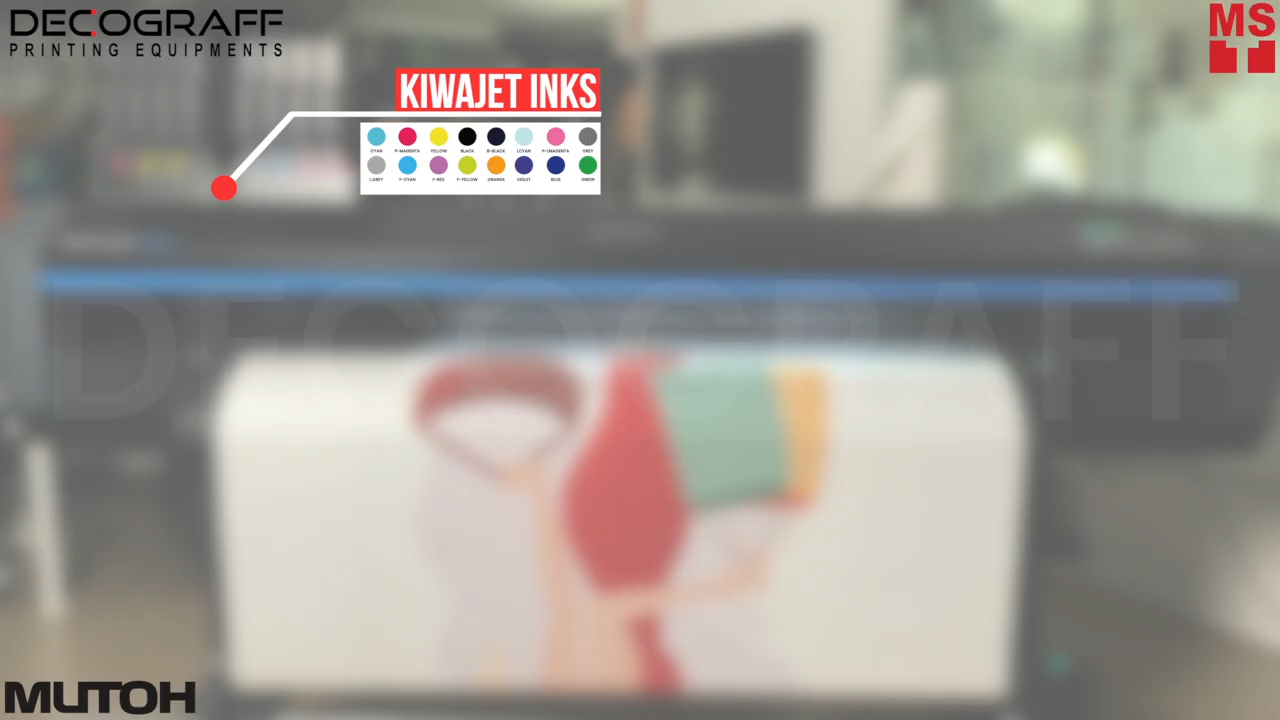 DECOGRAFF
PRINTING EQUIPMENTS
MS
T
KIWAJET INKS
CYAN P-MAGENTA YELLOW BLACK B-BLACK LCYAN P-LMAGENTA GREY
LGREY F-CYAN F-RED F-YELLOW ORANGE VIOLET BLUE GREEN
DECOGRAFF
MUTOH